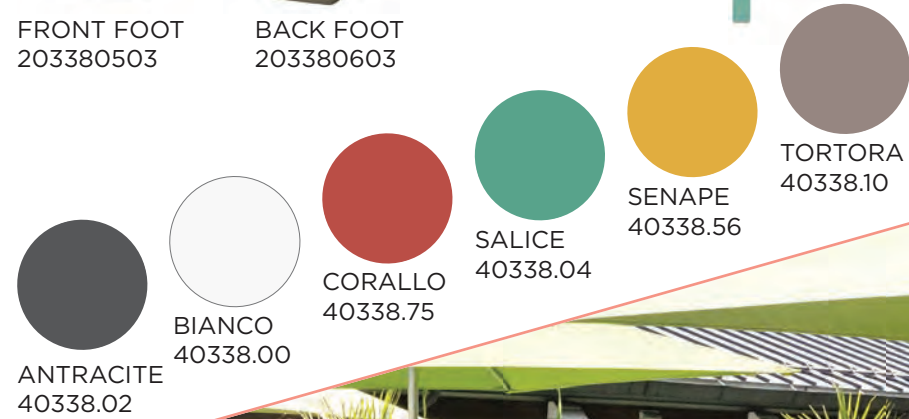 FRONT FOOT
203380503
BACK FOOT
203380603
TORTORA
40338.10
SENAPE
40338.56
SALICE
40338.04
CORALLO
40338.75
BIANCO
40338.00
ANTRACITE
40338.02